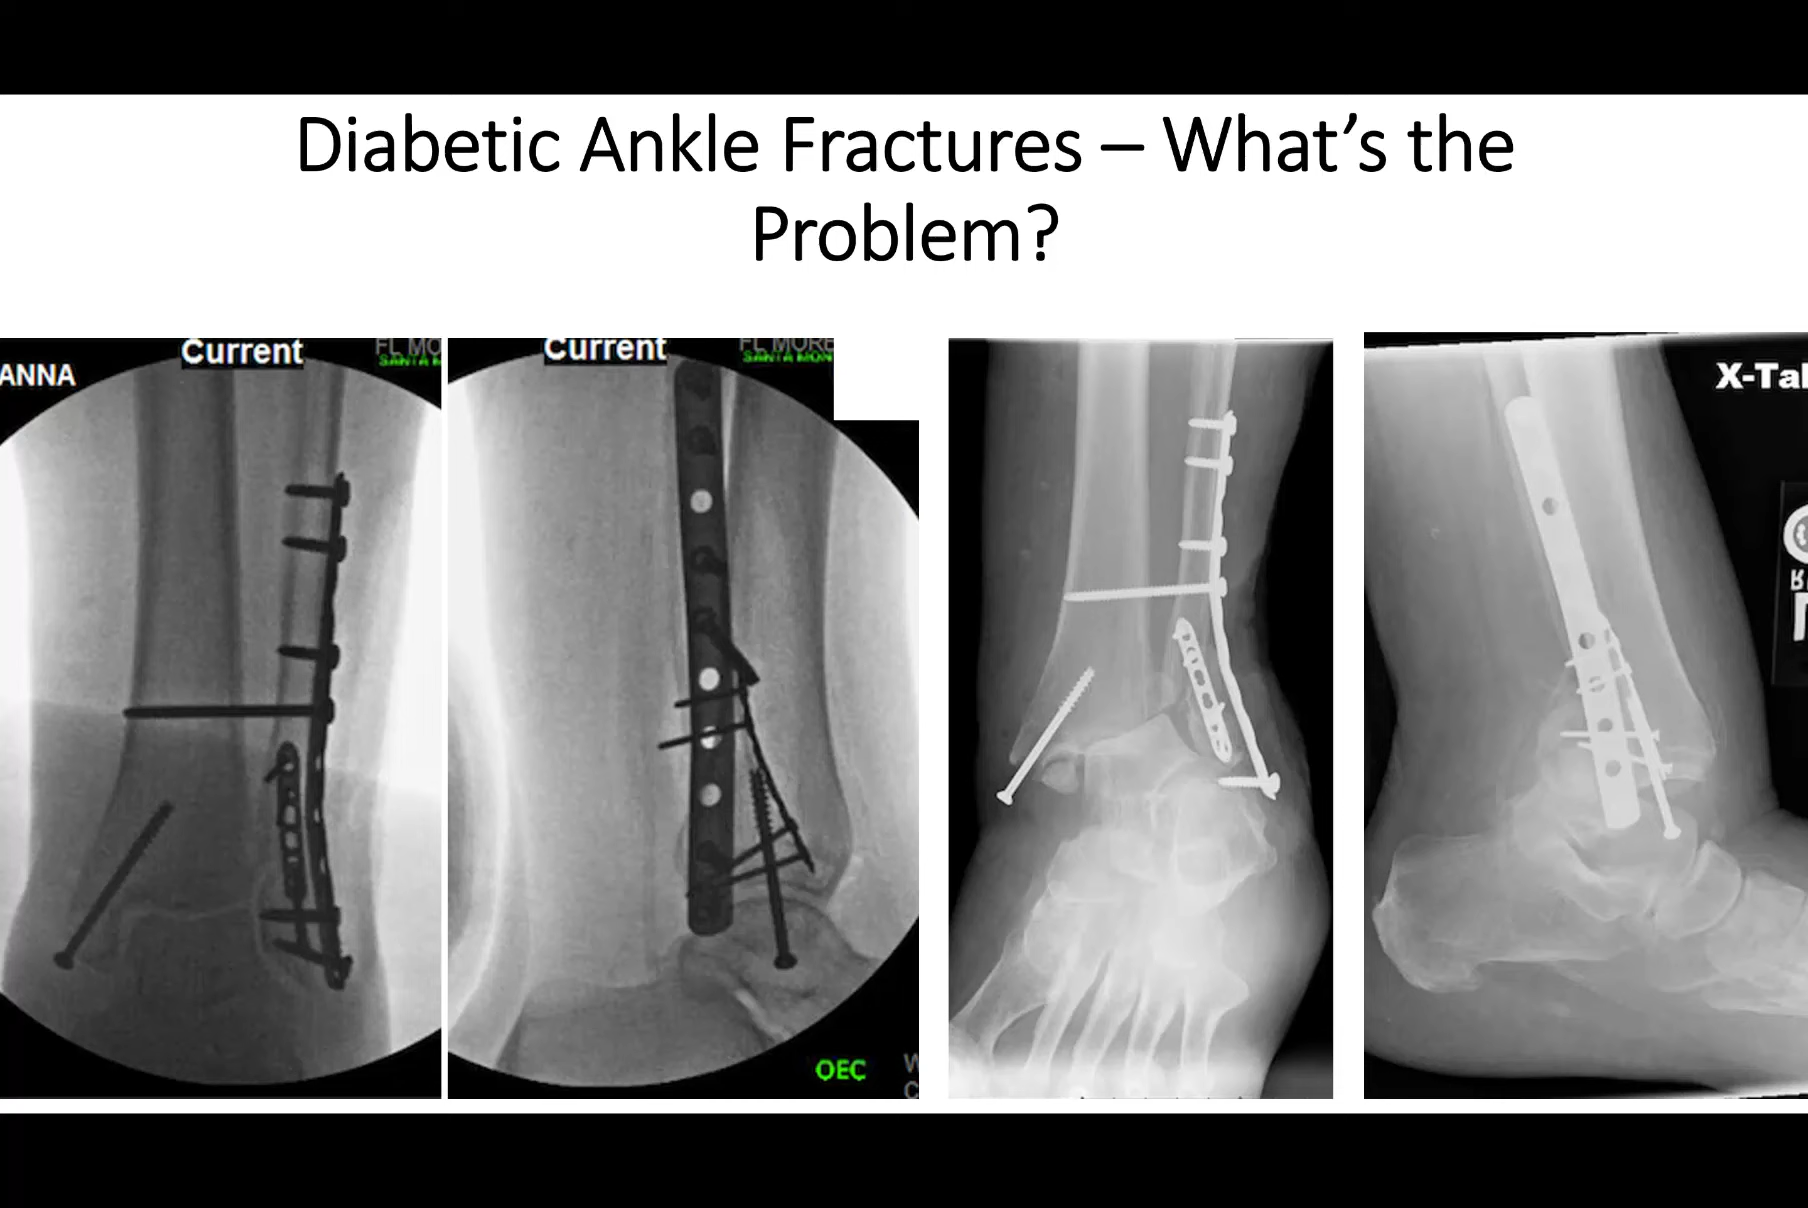 Diabetic Ankle Fractures – What’s the
Problem?
Current
ANNA
Current
OEC